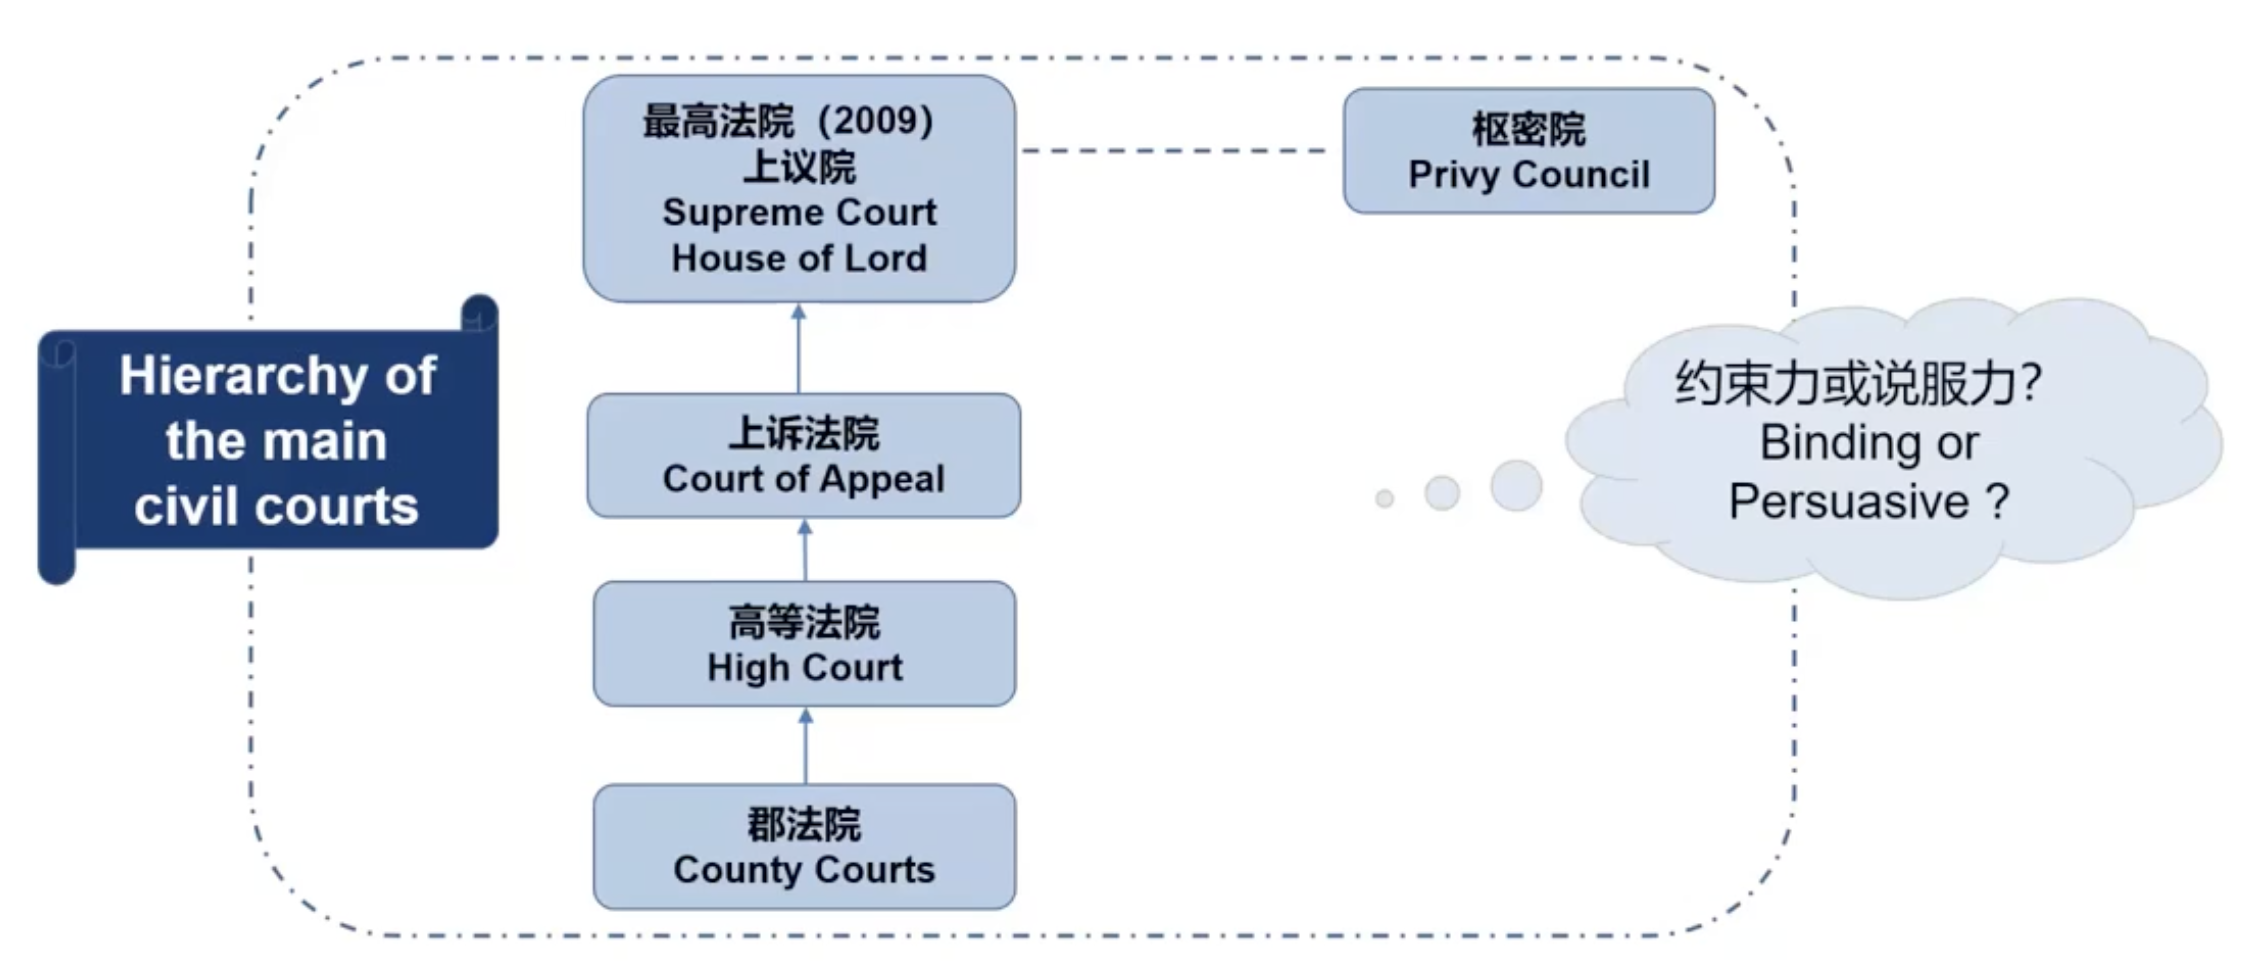 Hierarchy of
the main
civil courts
最高法院（2009）
上议院
Supreme Court
House of Lord
枢密院
Privy Council
上诉法院
Court of Appeal
高等法院
High Court
郡法院
County Courts
约束力或说服力？
Binding or
Persuasive ?